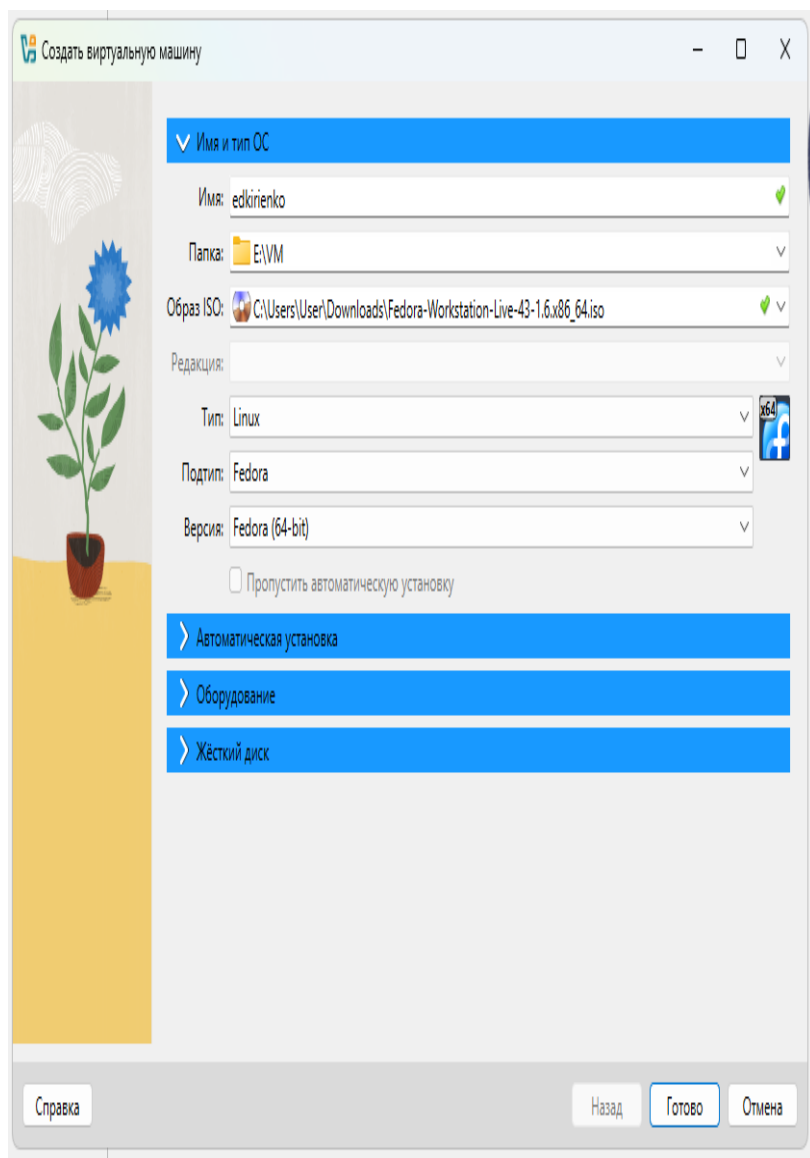 Создать виртуальную машину
Имя и тип ОС
Имя: edkirienko
Папка: E:\VM
Образ ISO: C:\Users\User\Downloads\Fedora-Workstation-Live-43-1.6.x86_64.iso
Редакция:
Тип: Linux
x64
Подтип: Fedora
Версия: Fedora (64-bit)
Пропустить автоматическую установку
Автоматическая установка
Оборудование
Жёсткий диск
Справка Назад Готово Отмена